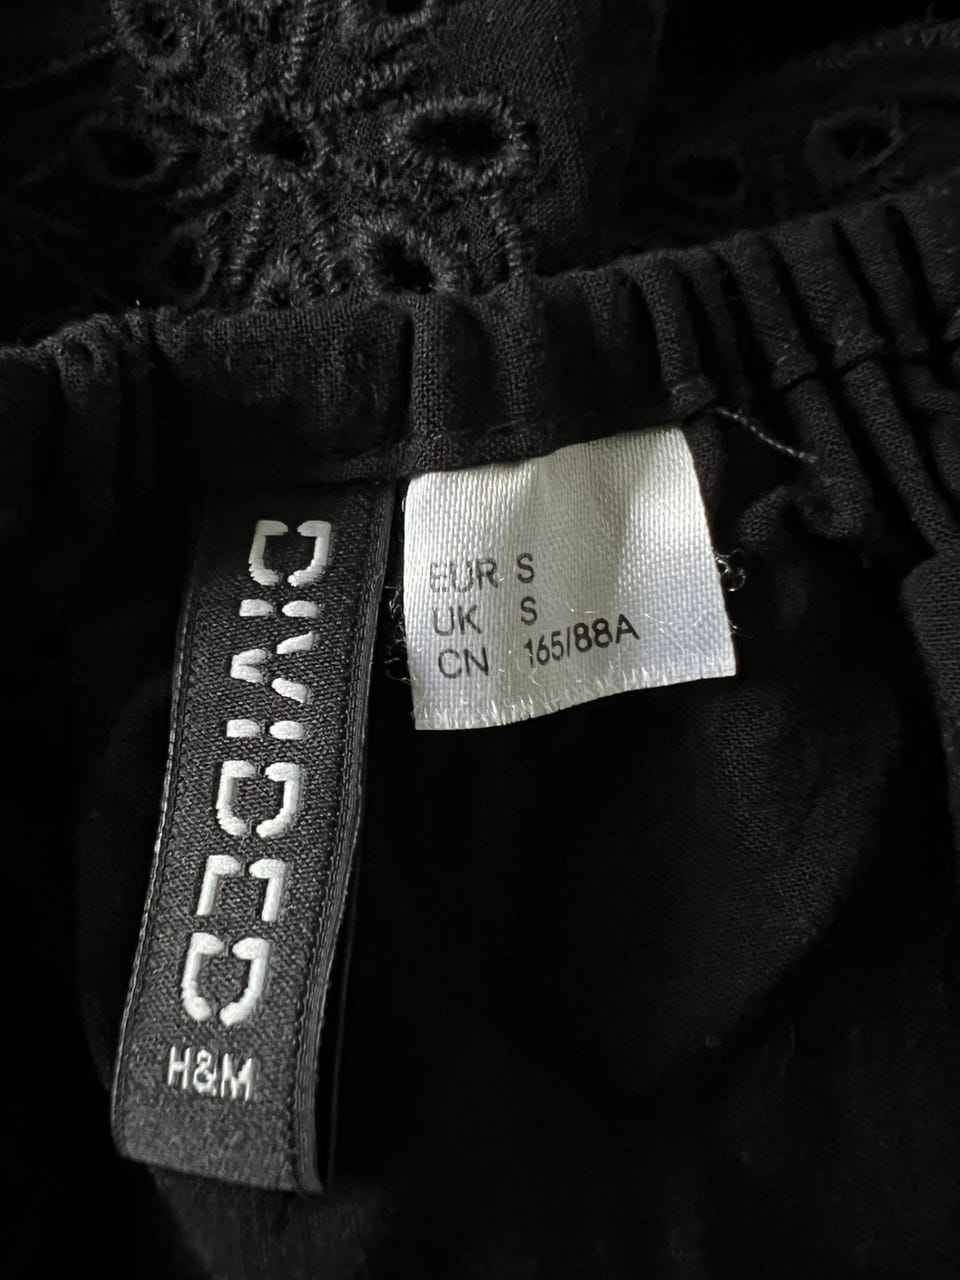 DIVIDED
H&M
EUR S
UK S
CN 165/88A